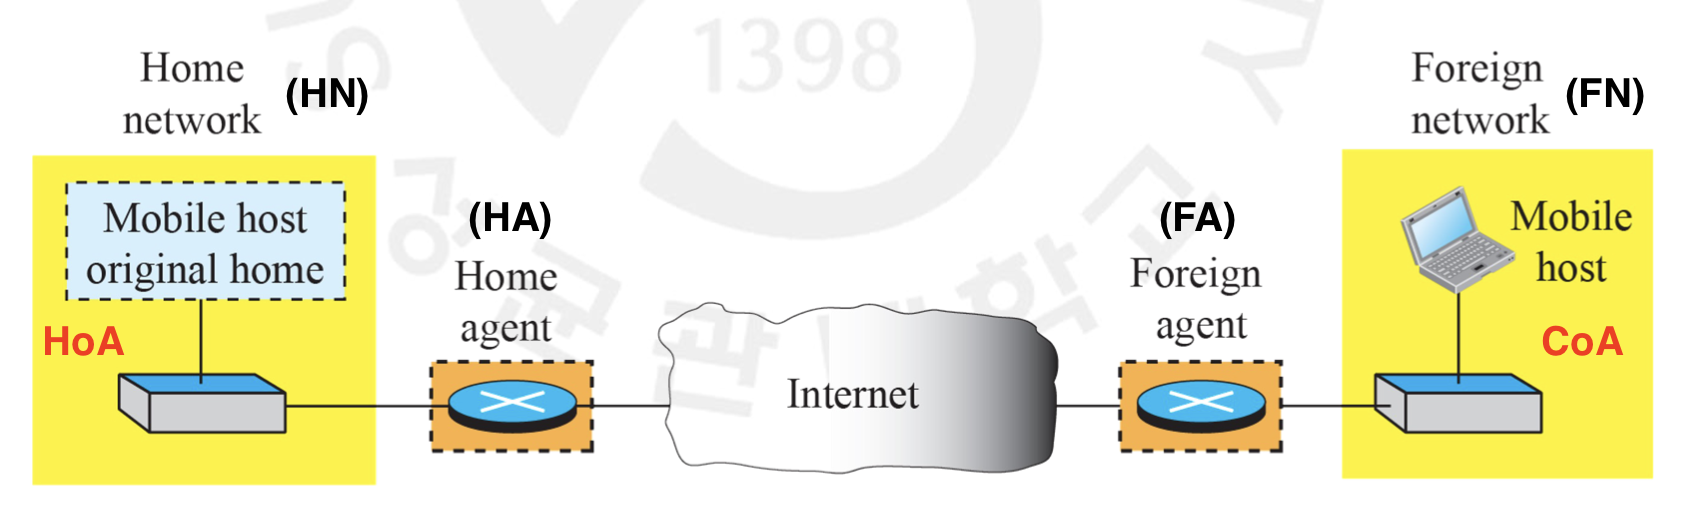 Home
network
(HN)
Mobile host
original home
HoA
(HA)
Home
agent
Internet
(FA)
Foreign
agent
Foreign
network
(FN)
Mobile
host
CoA
1398